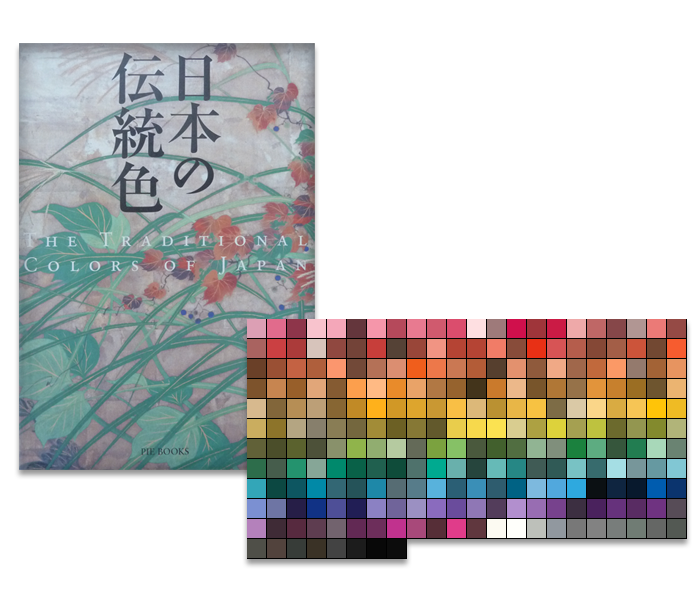 日本の
伝統色
THE TRADITIONAL
COLORS OF JAPAN
PIE BOOKS